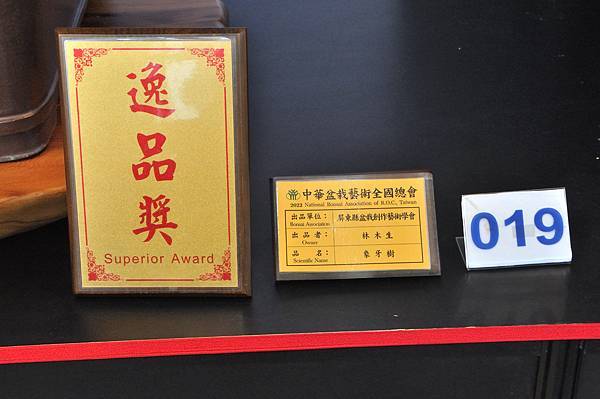 逸品獎
Superior Award
中華盆栽藝術全國總會
2022 National Bonsai Association of R.O.C., Taiwan
出品單位： 屏東縣盆栽創作藝術學會
Bonsai Association
出品者： 林木生
Owner
品名： 象牙樹
Scientific Name
019